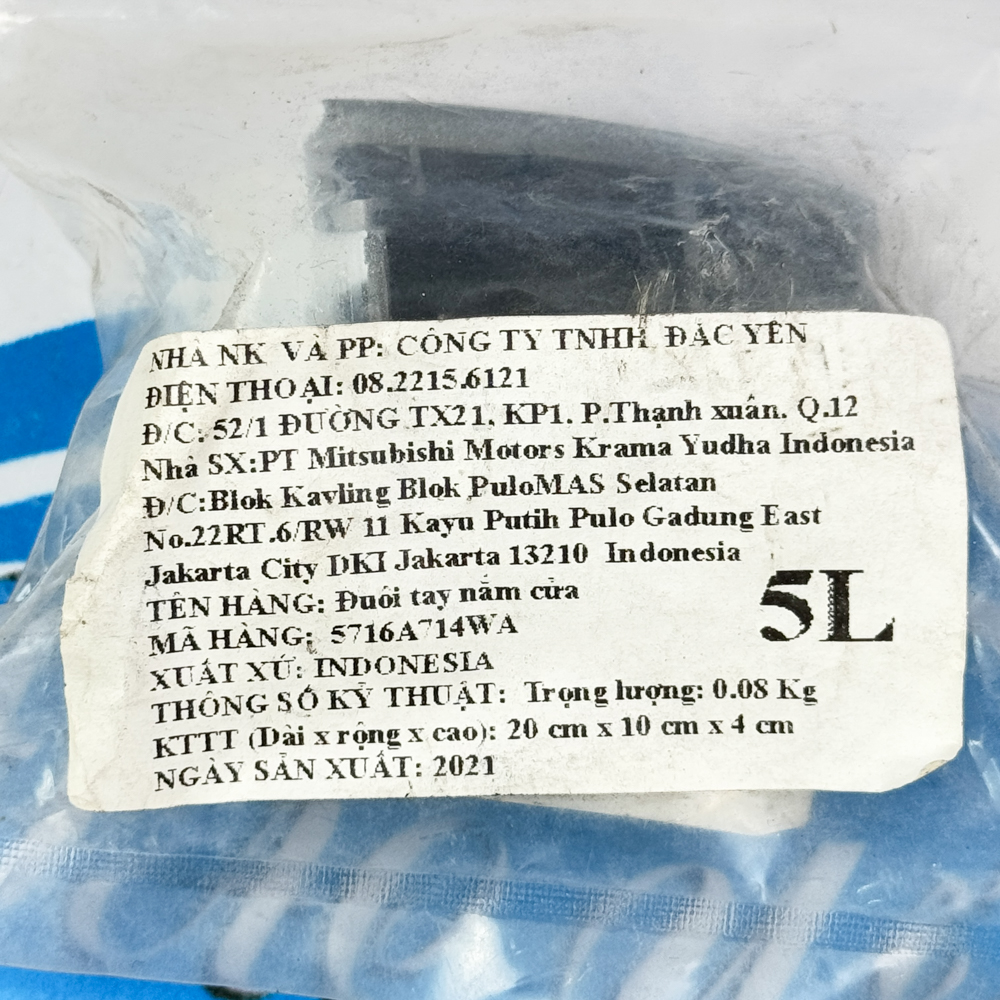 NHÀ NK VÀ PP: CÔNG TY TNHH ĐẮC YẾN
ĐIỆN THOẠI: 08.2215.6121
Đ/C: 52/1 ĐƯỜNG TX21, KP1. P.Thạnh xuân. Q.12
Nhà SX:PT Mitsubishi Motors Krama Yudha Indonesia
Đ/C:Blok Kavling Blok PuloMAS Selatan
No.22RT.6/RW 11 Kayu Putih Pulo Gadung East
Jakarta City DKI Jakarta 13210 Indonesia
TÊN HÀNG: Đuôi tay nắm cửa
MÃ HÀNG: 5716A714WA
5L
XUẤT XỨ: INDONESIA
THÔNG SỐ KỸ THUẬT: Trọng lượng: 0.08 Kg
KTTT (Dài x rộng x cao): 20 cm x 10 cm x 4 cm
NGÀY SẢN XUẤT: 2021